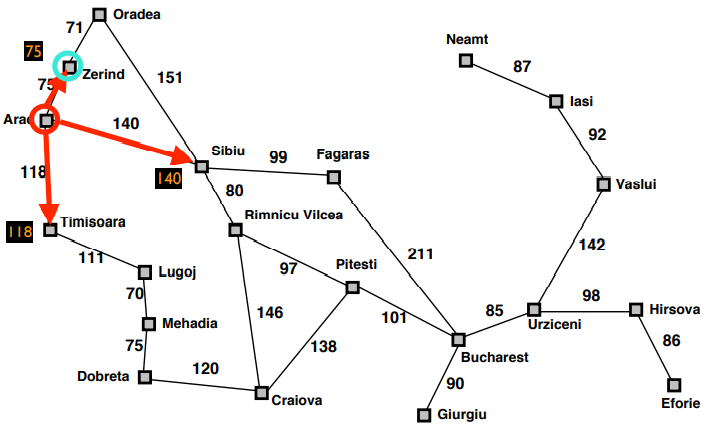 Oradea
71
Neamt
75
87
Zerind
75
151
Iasi
Arad
140
92
Sibiu
99
Fagaras
118
140
80
Vaslui
Timisoara
Rimnicu Vilcea
118
111
142
211
Lugoj
97
Pitesti
70
98
Hirsova
146
101
85
Mehadia
Urziceni
86
75
138
Bucharest
Dobreta
120
90
Eforie
Craiova
Giurgiu